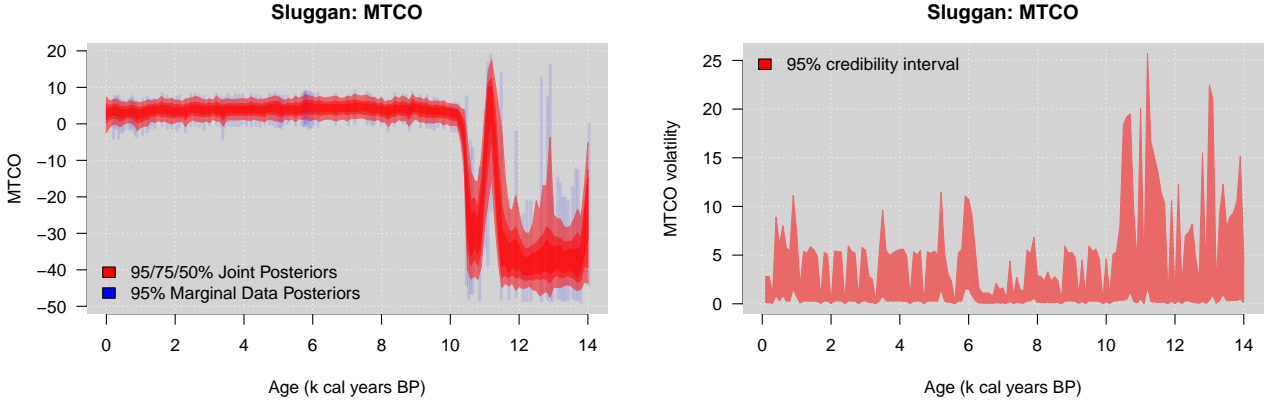 Sluggan: MTCO
MTCO
20
10
0
−10
−20
−30
−40
−50
95/75/50% Joint Posteriors
95% Marginal Data Posteriors
0 2 4 6 8 10 12 14
Age (k cal years BP)
Sluggan: MTCO
MTCO volatility
25
20
15
10
5
0
95% credibility interval
0 2 4 6 8 10 12 14
Age (k cal years BP)